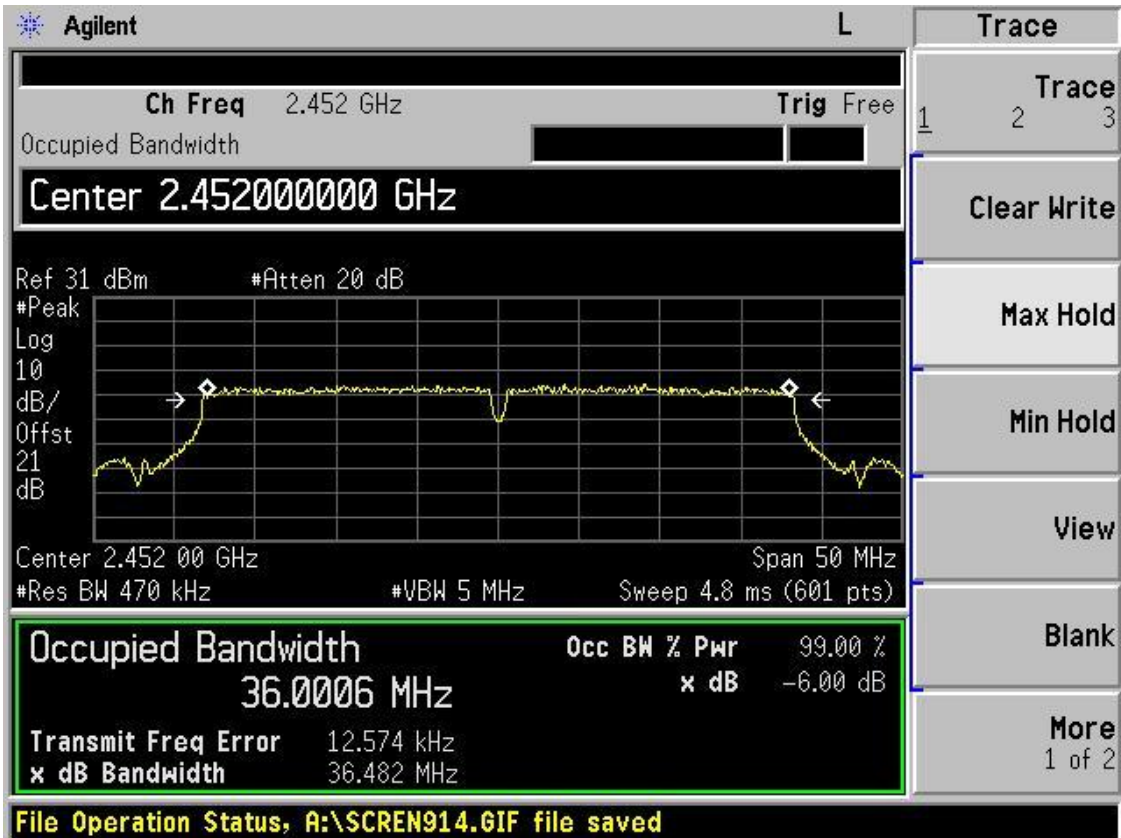 Agilent
L
Ch Freq 2.452 GHz
Trig Free
Occupied Bandwidth
Center 2.452000000 GHz
Ref 31 dBm
#Atten 20 dB
#Peak
Log
10
dB/
Offst
21
dB
Center 2.452 00 GHz
Span 50 MHz
#Res BW 470 kHz
#VBW 5 MHz
Sweep 4.8 ms (601 pts)
Occupied Bandwidth
36.0006 MHz
Occ BW % Pwr 99.00 %
x dB -6.00 dB
Transmit Freq Error 12.574 kHz
x dB Bandwidth 36.482 MHz
File Operation Status, A:\SCREN914.GIF file saved
Trace
Trace
1 2 3
Clear Write
Max Hold
Min Hold
View
Blank
More
1 of 2